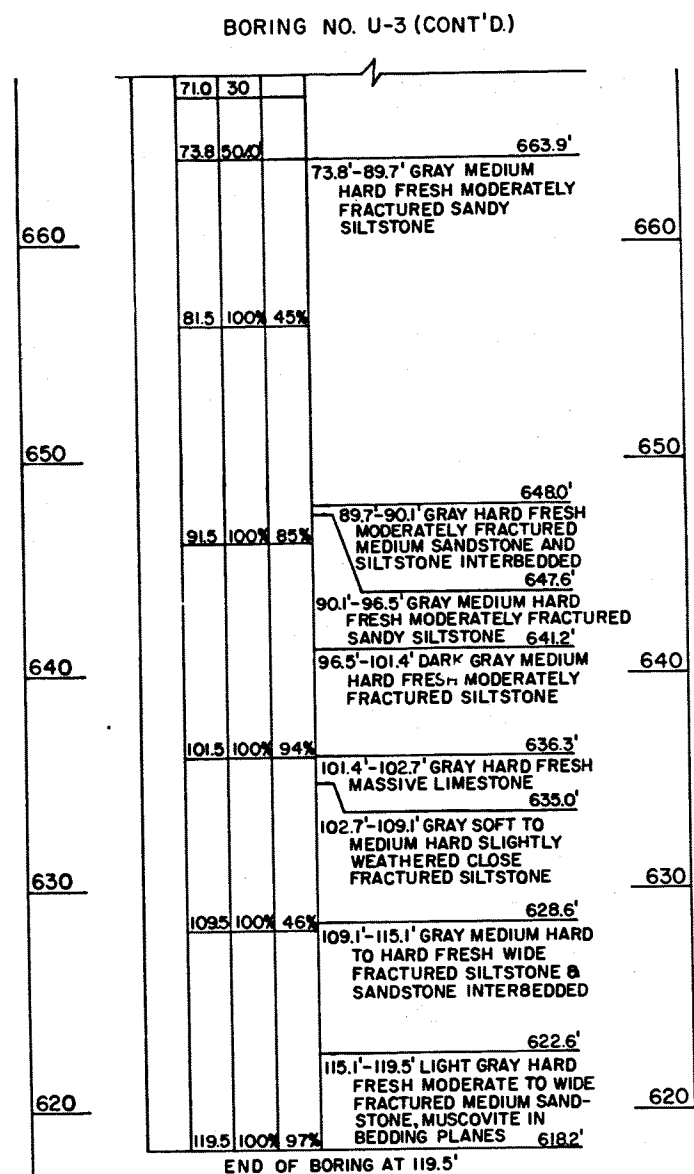 BORING NO. U-3 (CONT'D.)
71.0 30
73.8 50/.0' 663.9'
73.8'-89.7' GRAY MEDIUM
HARD FRESH MODERATELY
FRACTURED SANDY
SILTSTONE
660 660
81.5 100% 45%
650 650
648.0'
89.7'-90.1' GRAY HARD FRESH
MODERATELY FRACTURED
91.5 100% 85% MEDIUM SANDSTONE AND
SILTSTONE INTERBEDDED
647.6'
90.1'-96.5' GRAY MEDIUM HARD
FRESH MODERATELY FRACTURED
SANDY SILTSTONE 641.2'
640 640
96.5'-101.4' DARK GRAY MEDIUM
HARD FRESH MODERATELY
FRACTURED SILTSTONE
101.5 100% 94% 636.3'
101.4'-102.7' GRAY HARD FRESH
MASSIVE LIMESTONE
635.0'
102.7'-109.1' GRAY SOFT TO
MEDIUM HARD SLIGHTLY
WEATHERED CLOSE
FRACTURED SILTSTONE
630 630
109.5 100% 46% 628.6'
109.1'-115.1' GRAY MEDIUM HARD
TO HARD FRESH WIDE
FRACTURED SILTSTONE &
SANDSTONE INTERBEDDED
622.6'
115.1'-119.5' LIGHT GRAY HARD
FRESH MODERATE TO WIDE
FRACTURED MEDIUM SAND-
620 620
STONE, MUSCOVITE IN
BEDDING PLANES 618.2'
119.5 100% 97%
END OF BORING AT 119.5'